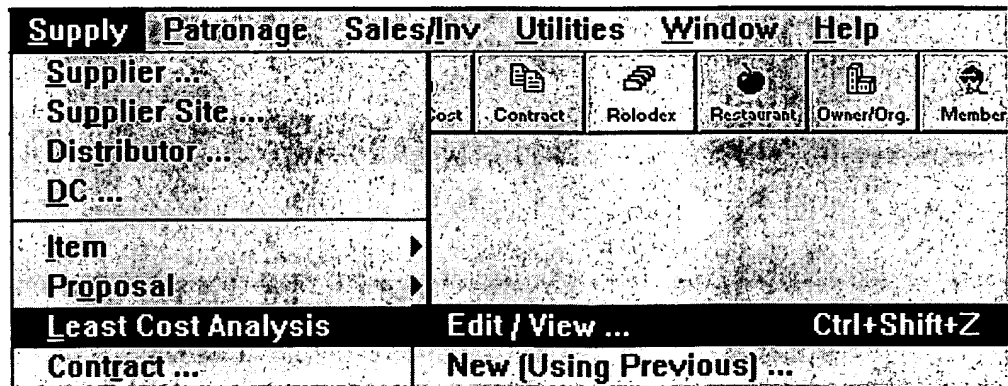 Supply Patronage Sales/Inv Utilities Window Help
Supplier ...
Supplier Site ...
Distributor ...
DC ...
Cost Contract Rolodex Restaurant Owner/Org. Member
Item
Proposal
Least Cost Analysis Edit / View ... Ctrl+Shift+Z
Contract ... New (Using Previous) ...